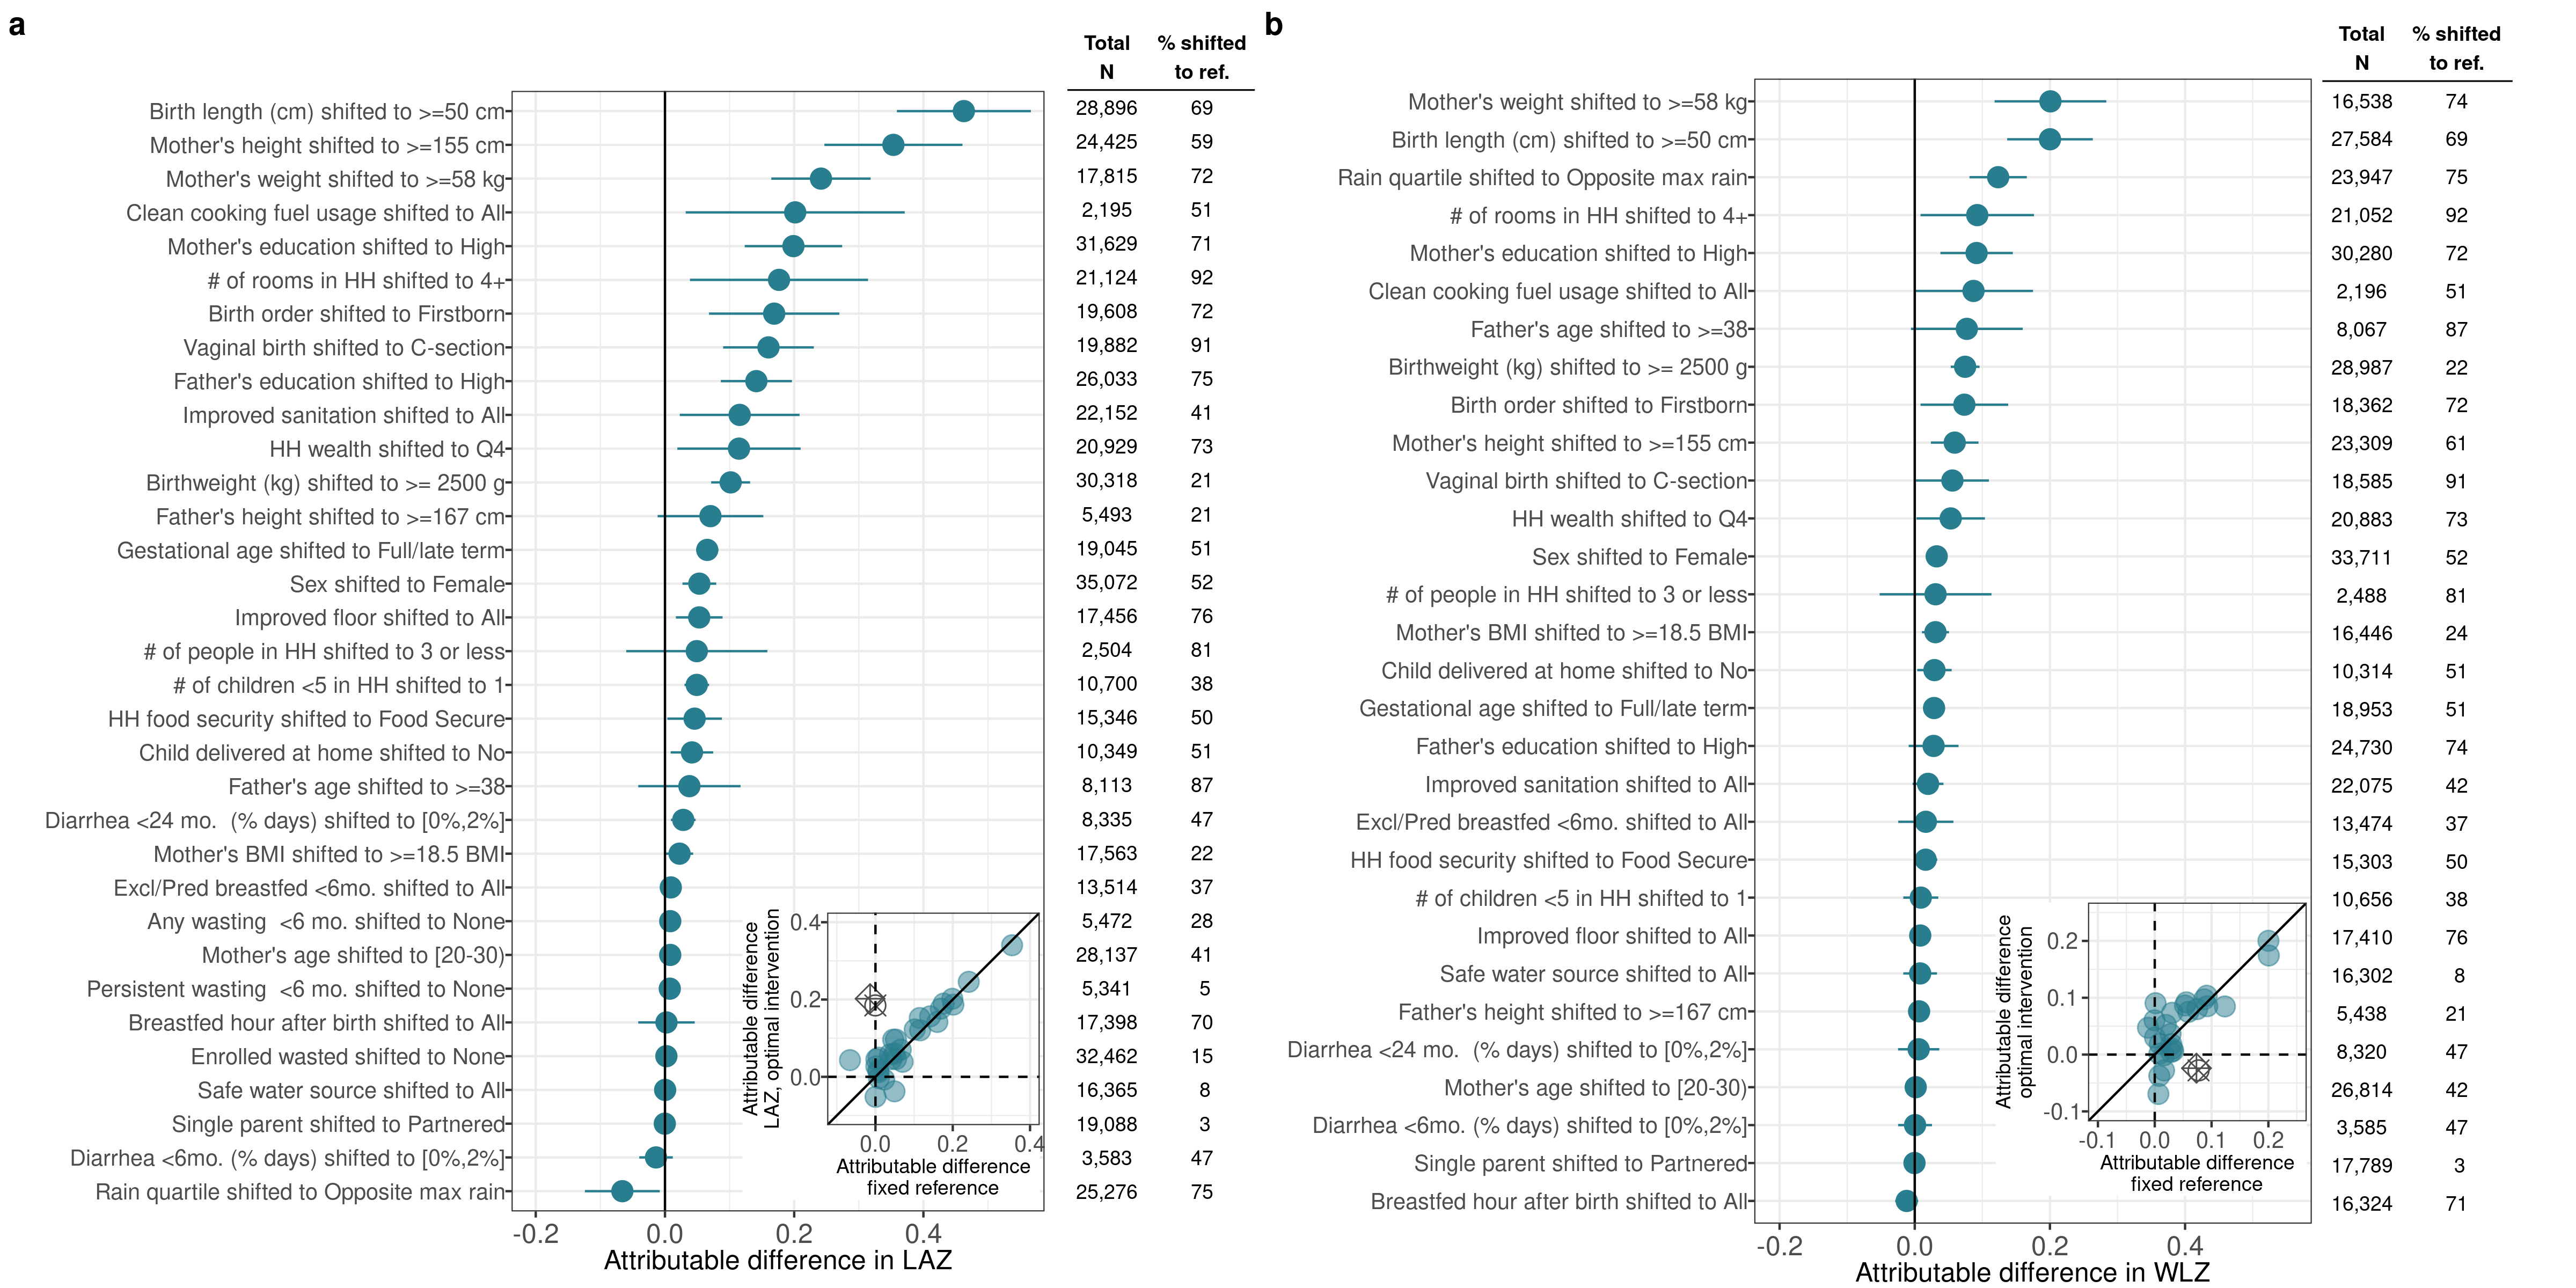 a
Total % shifted
N to ref.
Birth length (cm) shifted to >=50 cm 28,896 69
Mother's height shifted to >=155 cm 24,425 59
Mother's weight shifted to >=58 kg 17,815 72
Clean cooking fuel usage shifted to All 2,195 51
Mother's education shifted to High 31,629 71
# of rooms in HH shifted to 4+ 21,124 92
Birth order shifted to Firstborn 19,608 72
Vaginal birth shifted to C-section 19,882 91
Father's education shifted to High 26,033 75
Improved sanitation shifted to All 22,152 41
HH wealth shifted to Q4 20,929 73
Birthweight (kg) shifted to >= 2500 g 30,318 21
Father's height shifted to >=167 cm 5,493 21
Gestational age shifted to Full/late term 19,045 51
Sex shifted to Female 35,072 52
Improved floor shifted to All 17,456 76
# of people in HH shifted to 3 or less 2,504 81
# of children <5 in HH shifted to 1 10,700 38
HH food security shifted to Food Secure 15,346 50
Child delivered at home shifted to No 10,349 51
Father's age shifted to >=38 8,113 87
Diarrhea <24 mo. (% days) shifted to [0%,2%] 8,335 47
Mother's BMI shifted to >=18.5 BMI 17,563 22
Excl/Pred breastfed <6mo. shifted to All 13,514 37
Any wasting <6 mo. shifted to None 5,472 28
Mother's age shifted to [20-30) 28,137 41
Persistent wasting <6 mo. shifted to None 5,341 5
Breastfed hour after birth shifted to All 17,398 70
Enrolled wasted shifted to None 32,462 15
Safe water source shifted to All 16,365 8
Single parent shifted to Partnered 19,088 3
Diarrhea <6mo. (% days) shifted to [0%,2%] 3,583 47
Rain quartile shifted to Opposite max rain 25,276 75
-0.2 0.0 0.2 0.4
Attributable difference in LAZ
Attributable difference
LAZ, optimal intervention
0.4
0.2
0.0
0.0 0.2 0.4
Attributable difference
fixed reference
b
Total % shifted
N to ref.
Mother's weight shifted to >=58 kg 16,538 74
Birth length (cm) shifted to >=50 cm 27,584 69
Rain quartile shifted to Opposite max rain 23,947 75
# of rooms in HH shifted to 4+ 21,052 92
Mother's education shifted to High 30,280 72
Clean cooking fuel usage shifted to All 2,196 51
Father's age shifted to >=38 8,067 87
Birthweight (kg) shifted to >= 2500 g 28,987 22
Birth order shifted to Firstborn 18,362 72
Mother's height shifted to >=155 cm 23,309 61
Vaginal birth shifted to C-section 18,585 91
HH wealth shifted to Q4 20,883 73
Sex shifted to Female 33,711 52
# of people in HH shifted to 3 or less 2,488 81
Mother's BMI shifted to >=18.5 BMI 16,446 24
Child delivered at home shifted to No 10,314 51
Gestational age shifted to Full/late term 18,953 51
Father's education shifted to High 24,730 74
Improved sanitation shifted to All 22,075 42
Excl/Pred breastfed <6mo. shifted to All 13,474 37
HH food security shifted to Food Secure 15,303 50
# of children <5 in HH shifted to 1 10,656 38
Improved floor shifted to All 17,410 76
Safe water source shifted to All 16,302 8
Father's height shifted to >=167 cm 5,438 21
Diarrhea <24 mo. (% days) shifted to [0%,2%] 8,320 47
Mother's age shifted to [20-30) 26,814 42
Diarrhea <6mo. (% days) shifted to [0%,2%] 3,585 47
Single parent shifted to Partnered 17,789 3
Breastfed hour after birth shifted to All 16,324 71
-0.2 0.0 0.2 0.4
Attributable difference in WLZ
Attributable difference
optimal intervention
0.2
0.1
0.0
-0.1
-0.1 0.0 0.1 0.2
Attributable difference
fixed reference